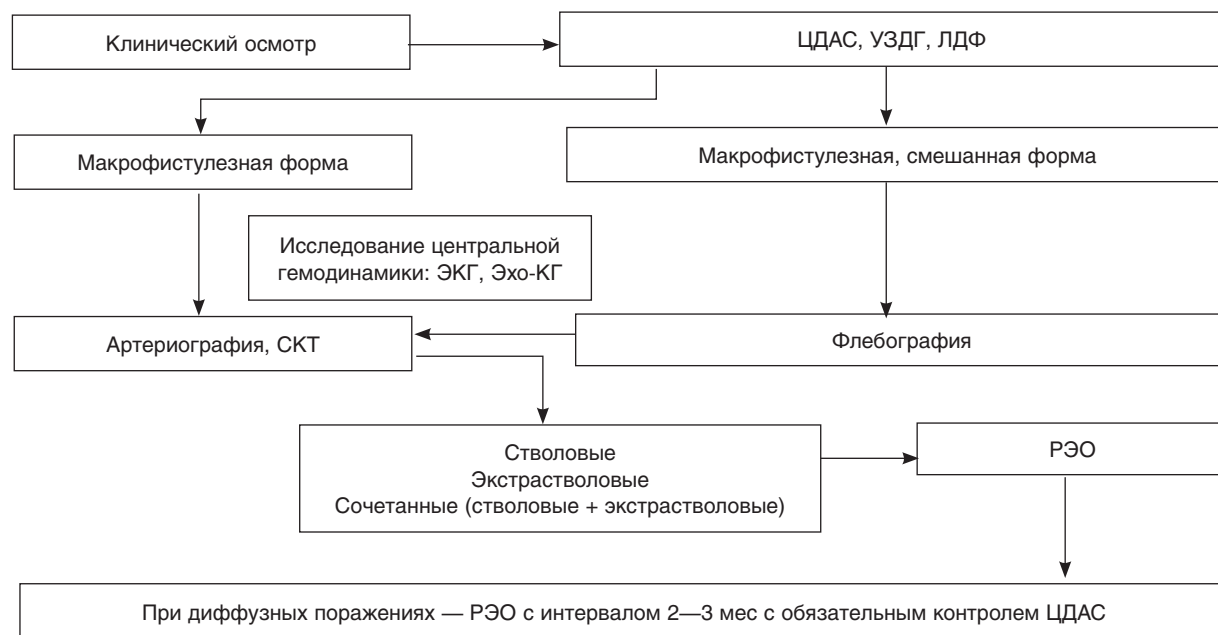 Клинический осмотр
ЦДАС, УЗДГ, ЛДФ
Макрофистулезная форма
Макрофистулезная, смешанная форма
Исследование центральной
гемодинамики: ЭКГ, Эхо-КГ
Артериография, СКТ
Флебография
Стволовые
Экстрастволовые
Сочетанные (стволовые + экстрастволовые)
РЭО
При диффузных поражениях — РЭО с интервалом 2—3 мес с обязательным контролем ЦДАС